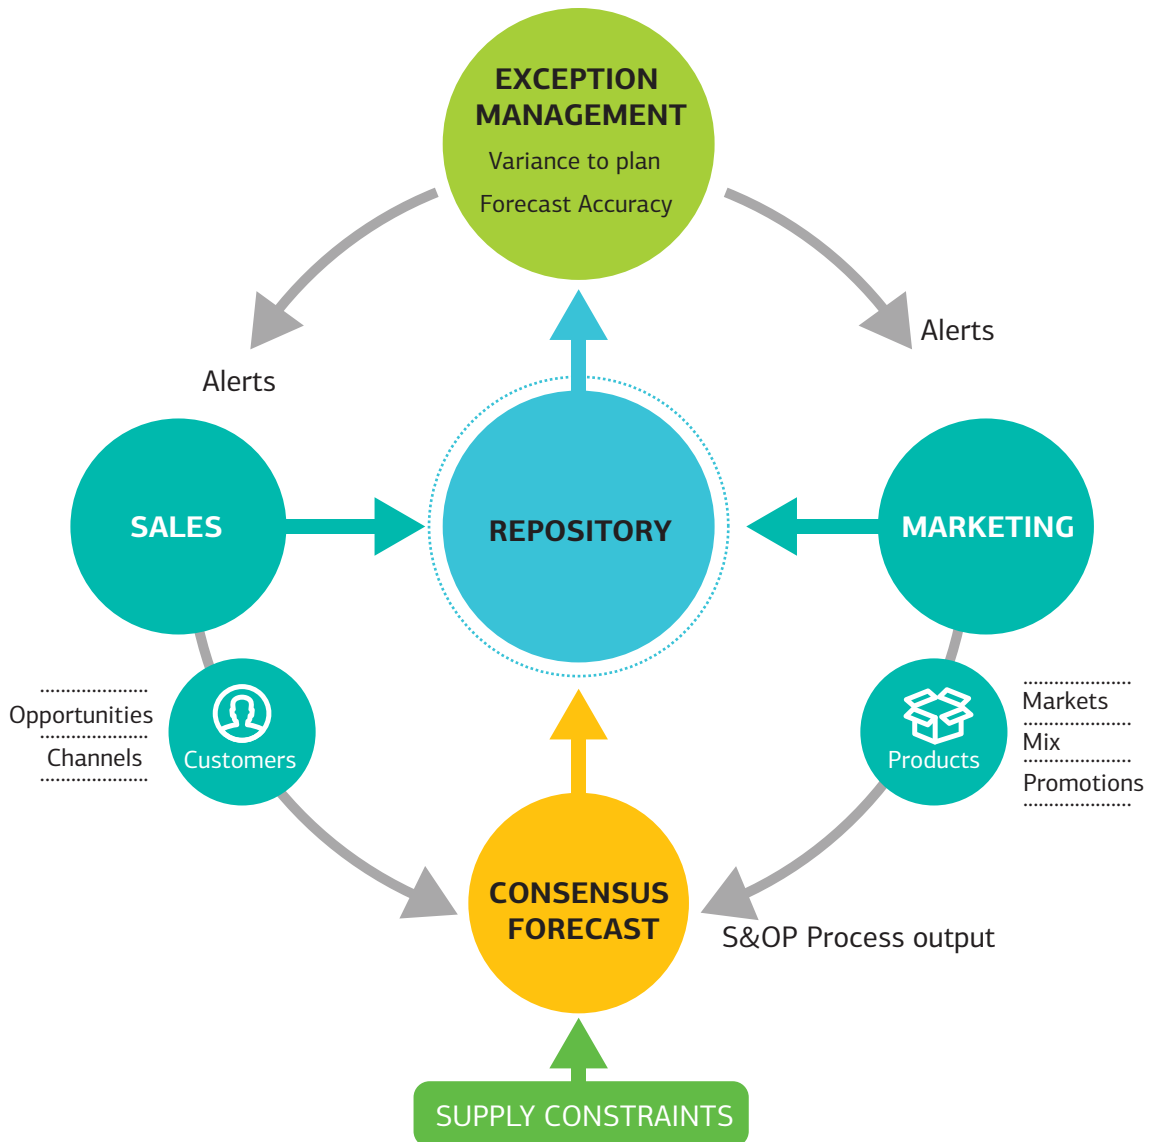 EXCEPTION
MANAGEMENT
Variance to plan
Forecast Accuracy
Alerts
Alerts
SALES
REPOSITORY
MARKETING
Opportunities
Channels
Customers
Products
Markets
Mix
Promotions
CONSENSUS
FORECAST
S&OP Process output
SUPPLY CONSTRAINTS